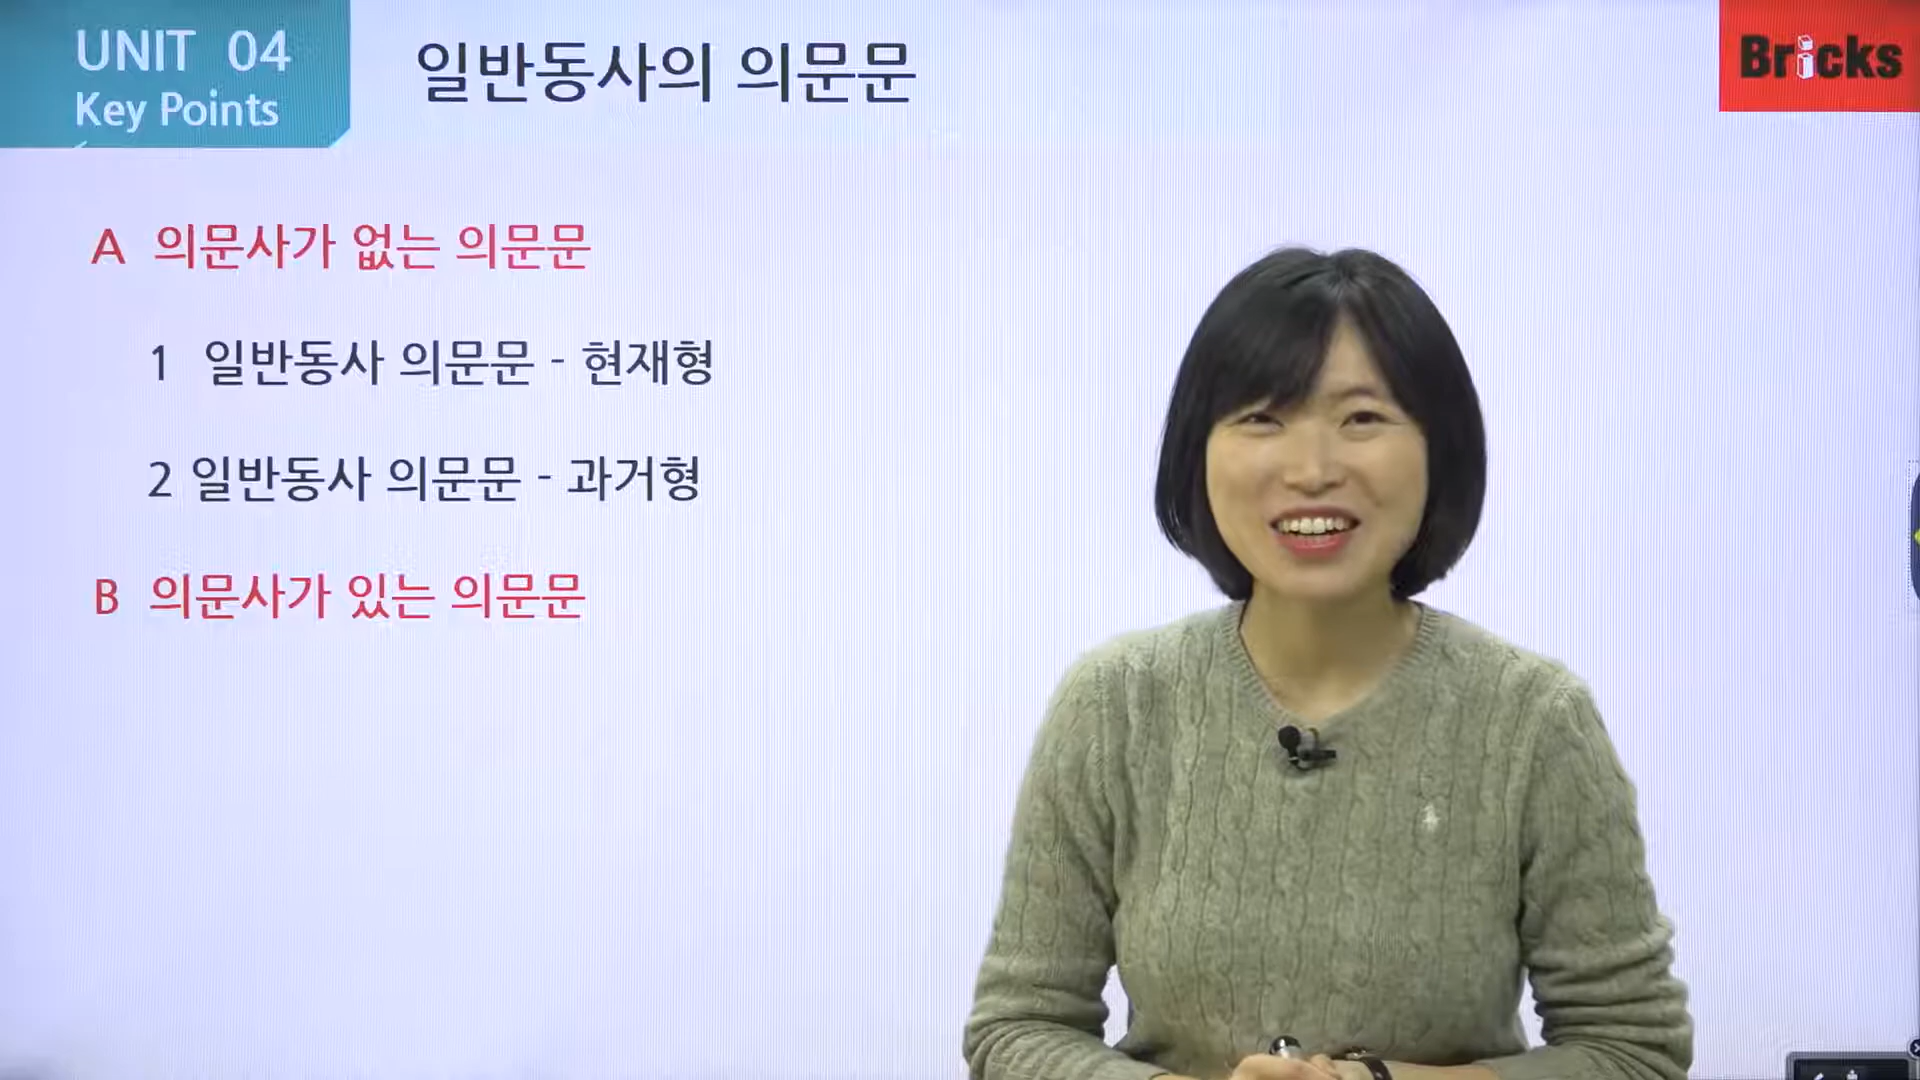 UNIT 04
Key Points
일반동사의 의문문
Bricks
A 의문사가 없는 의문문
1 일반동사 의문문 - 현재형
2 일반동사 의문문 - 과거형
B 의문사가 있는 의문문